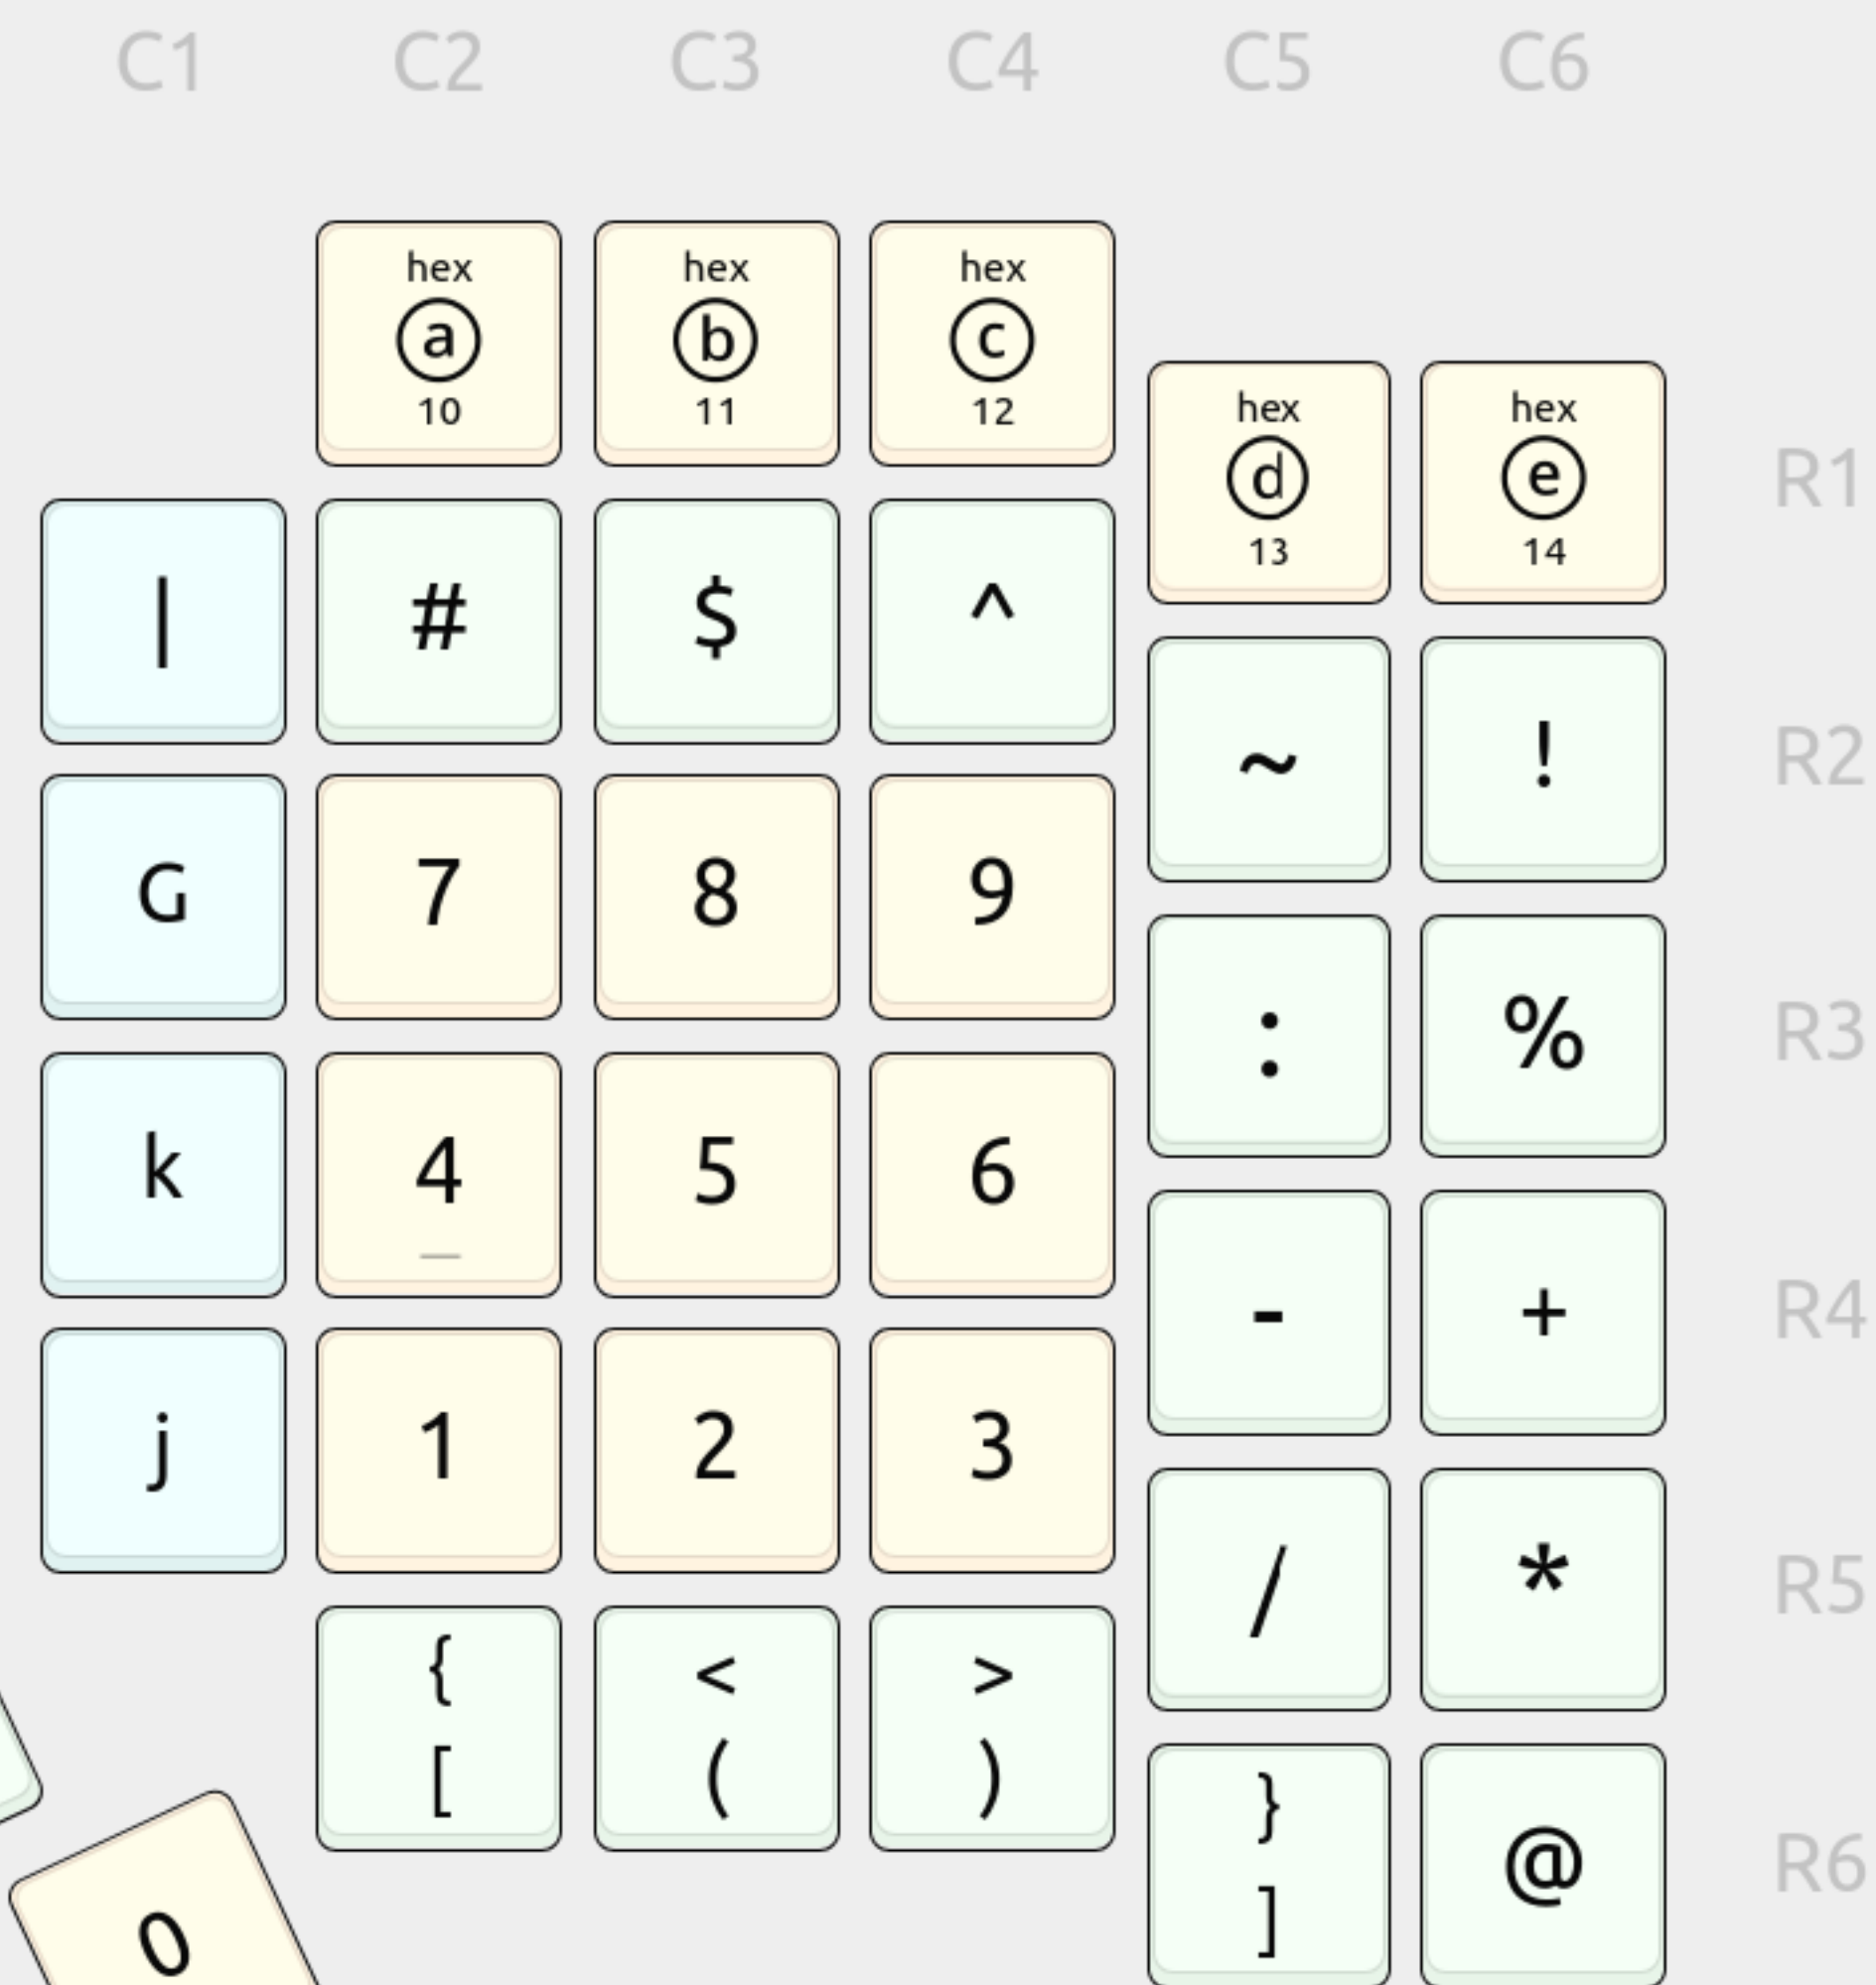 C1 C2 C3 C4 C5 C6
hex hex hex
a b c
10 11 12
hex hex R1
d e
13 14
| # $ ^
~ ! R2
G 7 8 9
: % R3
k 4 5 6
_
- + R4
j 1 2 3
/ * R5
{ < >
[ ( )
} @ R6
]
0